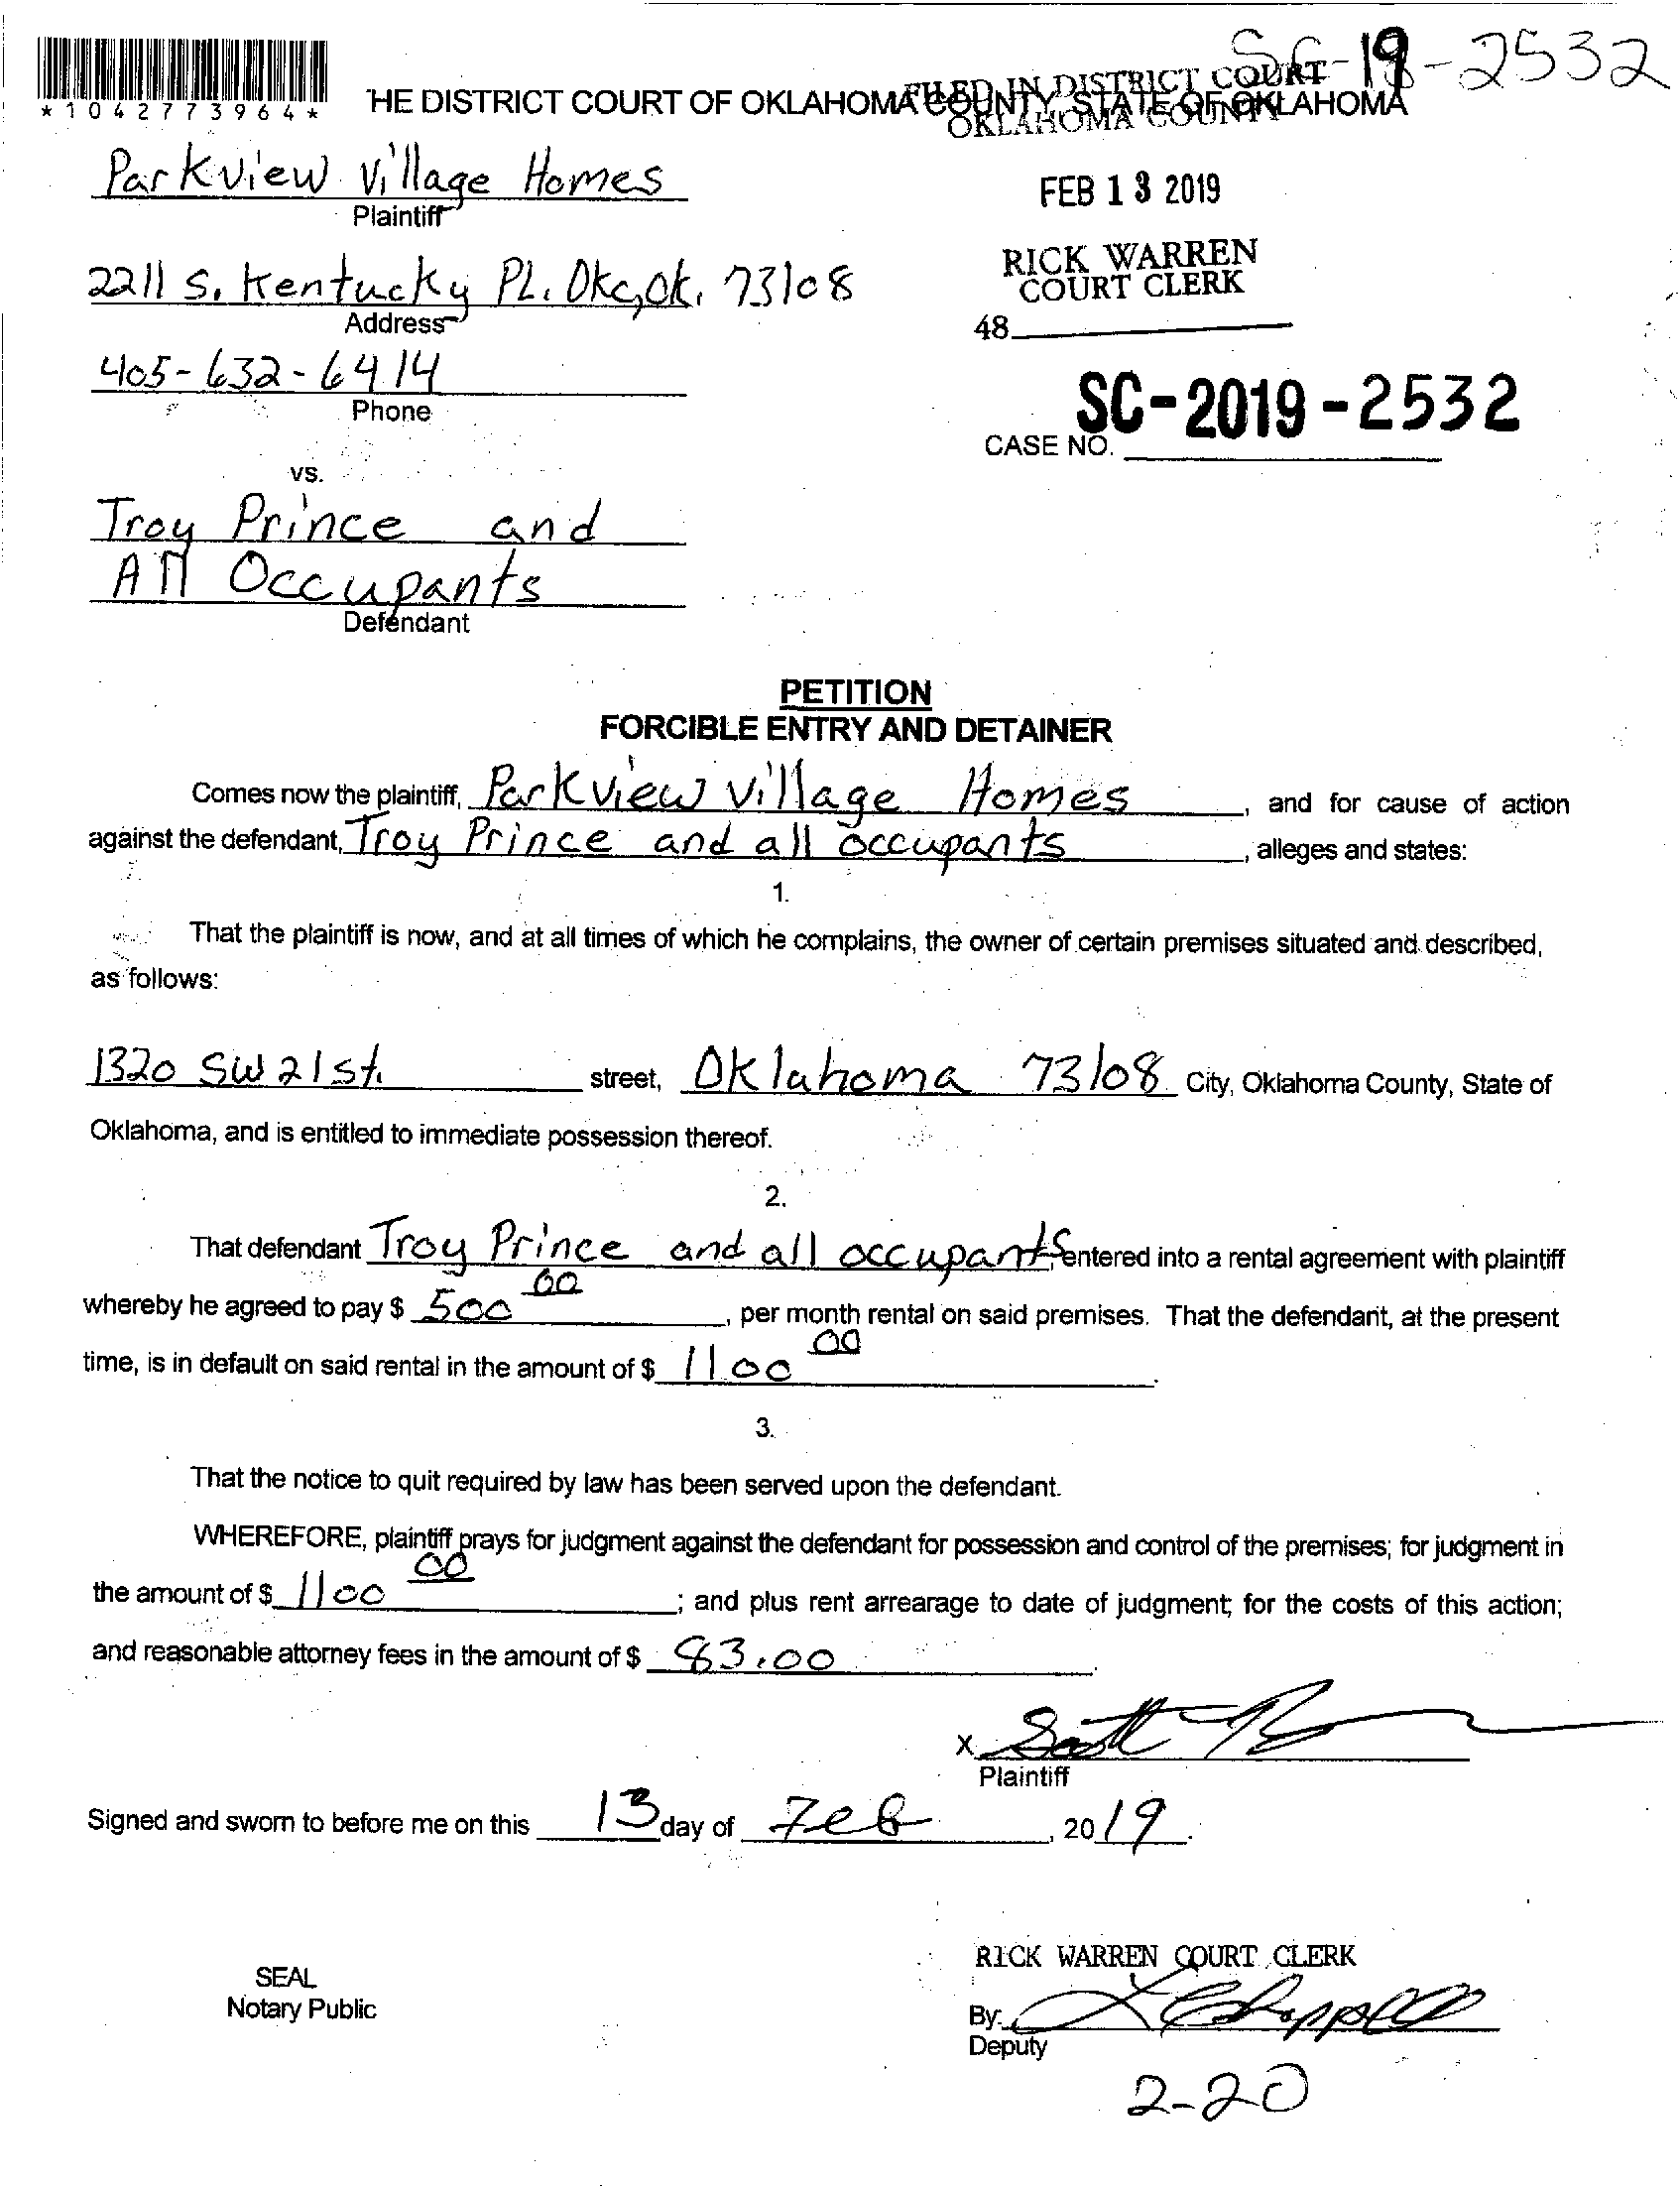 SC-19-2532
*1042773964*
THE DISTRICT COURT OF OKLAHOMA COUNTY, STATE OF OKLAHOMA
FILED IN DISTRICT COURT
OKLAHOMA COUNTY
Parkview Village Homes
Plaintiff
FEB 13 2019
2211 S. Kentucky Pl. Okc, Ok. 73108
Address
RICK WARREN
COURT CLERK
48
405-632-6414
Phone
SC-2019-2532
CASE NO.
vs.
Troy Prince and
All Occupants
Defendant
PETITION
FORCIBLE ENTRY AND DETAINER
Comes now the plaintiff, Parkview Village Homes, and for cause of action
against the defendant, Troy Prince and all occupants, alleges and states:
1.
That the plaintiff is now, and at all times of which he complains, the owner of certain premises situated and described,
as follows:
1320 SW 21st. street, Oklahoma 73108 City, Oklahoma County, State of
Oklahoma, and is entitled to immediate possession thereof.
2.
That defendant Troy Prince and all occupants, entered into a rental agreement with plaintiff
whereby he agreed to pay $ 500 00, per month rental on said premises. That the defendant, at the present
time, is in default on said rental in the amount of $ 1100 00.
3.
That the notice to quit required by law has been served upon the defendant.
WHEREFORE, plaintiff prays for judgment against the defendant for possession and control of the premises; for judgment in
the amount of $ 1100 00; and plus rent arrearage to date of judgment; for the costs of this action;
and reasonable attorney fees in the amount of $ 83.00.
X
Plaintiff
Signed and sworn to before me on this 13 day of Feb, 2019.
RICK WARREN COURT CLERK
SEAL
Notary Public
By:
Deputy
2-20